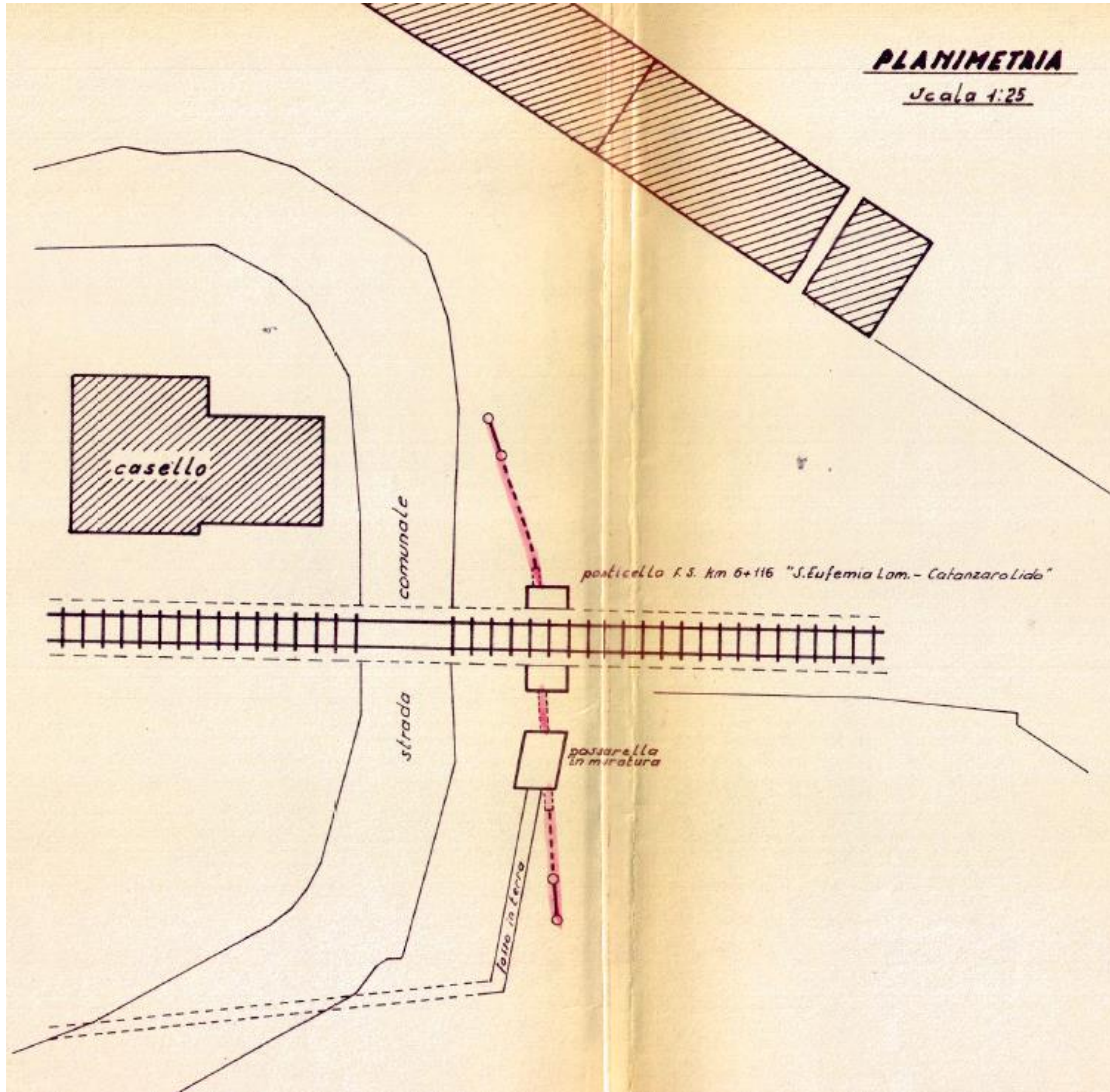 PLANIMETRIA
Scala 1:25
casello
comunale
ponticello F.S. km 6+116 "S.Eufemia Lam.- Catanzaro Lido"
strada
passarella
in muratura
fosso in terra